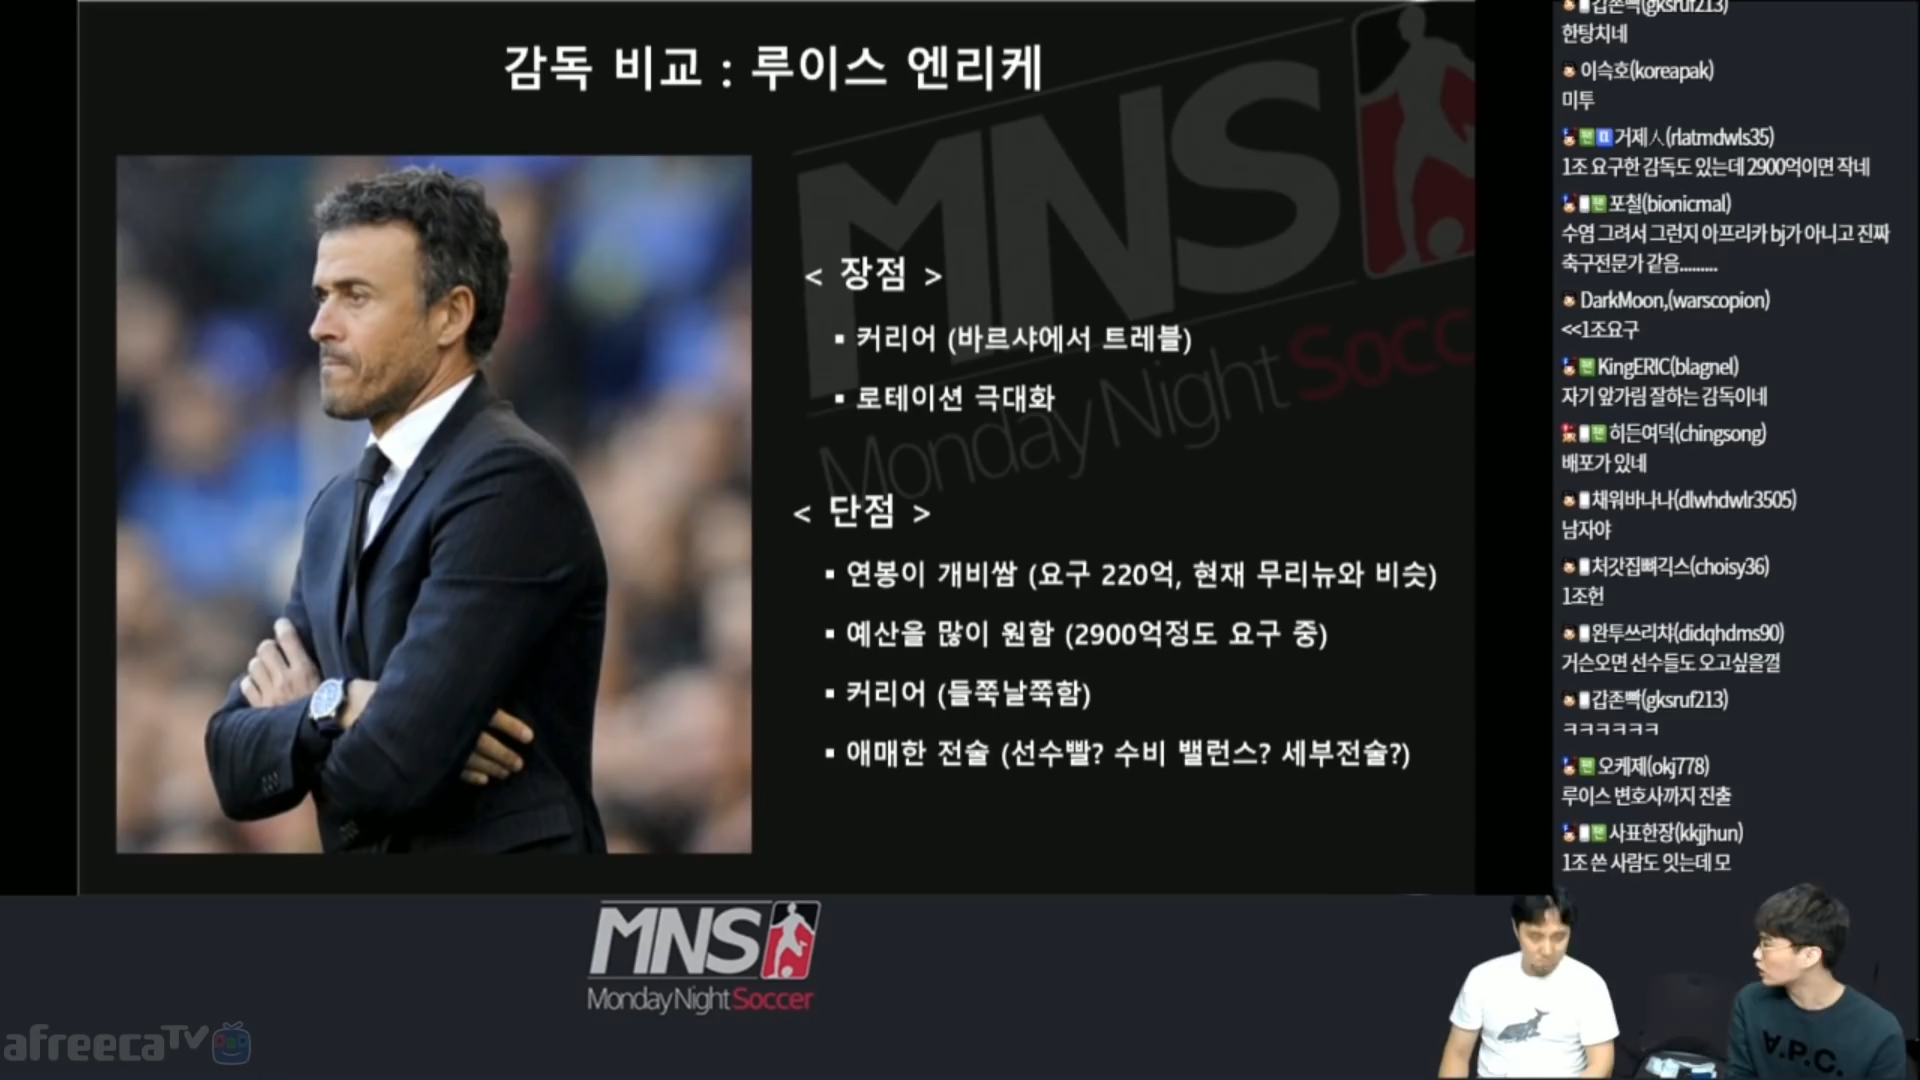 감독 비교 : 루이스 엔리케
MNS
Monday Night Socc
< 장점 >
▪ 커리어 (바르샤에서 트레블)
▪ 로테이션 극대화
< 단점 >
▪ 연봉이 개비쌈 (요구 220억, 현재 무리뉴와 비슷)
▪ 예산을 많이 원함 (2900억정도 요구 중)
▪ 커리어 (들쭉날쭉함)
▪ 애매한 전술 (선수빨? 수비 밸런스? 세부전술?)
갑존빡(gksruf213)
한탕치네
이슥호(koreapak)
미투
거제人(rlatmdwls35)
1조 요구한 감독도 있는데 2900억이면 작네
포철(bionicmal)
수염 그려서 그런지 아프리카 bj가 아니고 진짜
축구전문가 같음.........
DarkMoon,(warscopion)
<<1조요구
KingERIC(blagnel)
자기 앞가림 잘하는 감독이네
히든여덕(chingsong)
배포가 있네
채워바나나(dlwhdwlr3505)
남자야
처갓집뼈긱스(choisy36)
1조헌
완투쓰리챠(didqhdms90)
거슨오면 선수들도 오고싶을껄
갑존빡(gksruf213)
ㅋㅋㅋㅋㅋㅋ
오케제(okj778)
루이스 변호사까지 진출
사표한장(kkjjhun)
1조 쓴 사람도 잇는데 모
MNS
Monday Night Soccer
afreecaTV
A.P.C.